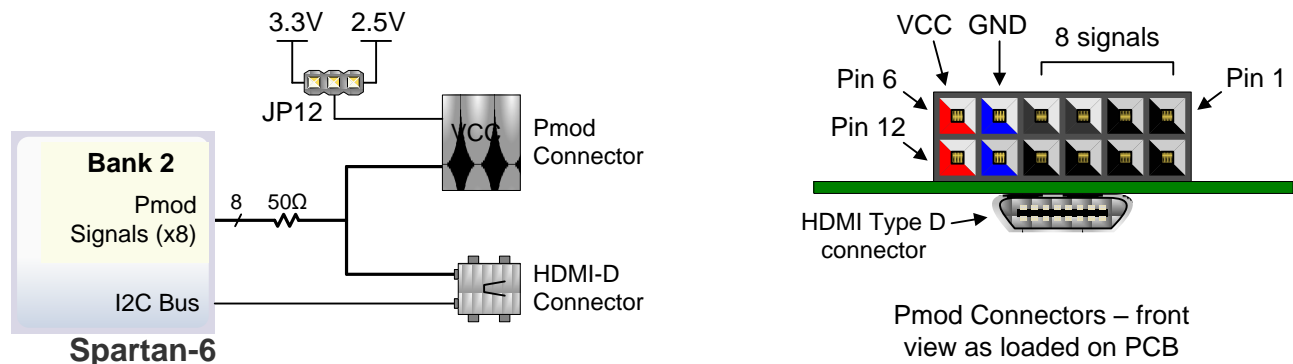 3.3V 2.5V
JP12
VCC
Pmod
Connector
Bank 2
Pmod
Signals (x8)
8 50Ω
I2C Bus
HDMI-D
Connector
Spartan-6
VCC GND
8 signals
Pin 6
Pin 1
Pin 12
HDMI Type D
connector
Pmod Connectors – front
view as loaded on PCB